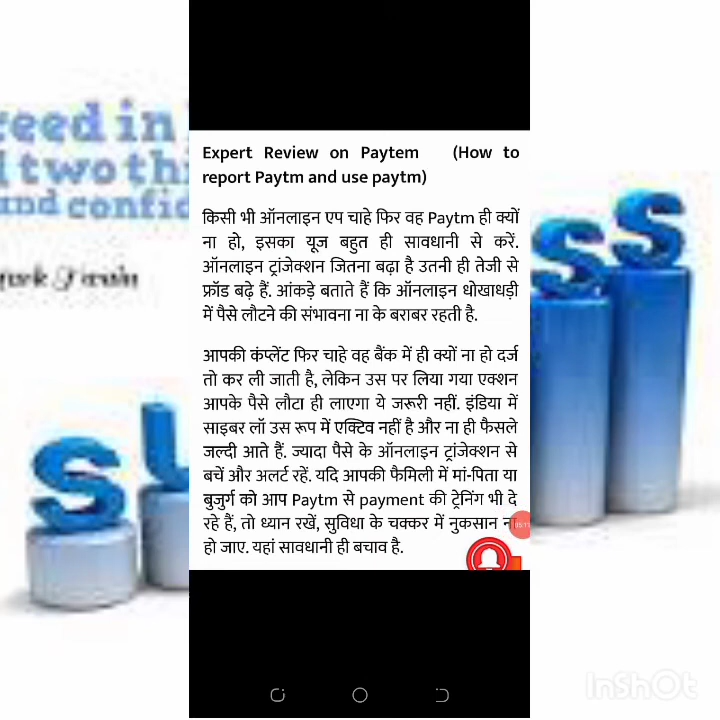 Expert Review on Paytem (How to
report Paytm and use paytm)
किसी भी ऑनलाइन एप चाहे फिर वह Paytm ही क्यों
ना हो, इसका यूज बहुत ही सावधानी से करें.
ऑनलाइन ट्रांजेक्शन जितना बढ़ा है उतनी ही तेजी से
फ्रॉड बढ़े हैं. आंकड़े बताते हैं कि ऑनलाइन धोखाधड़ी
में पैसे लौटने की संभावना ना के बराबर रहती है.
आपकी कंप्लेंट फिर चाहे वह बैंक में ही क्यों ना हो दर्ज
तो कर ली जाती है, लेकिन उस पर लिया गया एक्शन
आपके पैसे लौटा ही लाएगा ये जरूरी नहीं. इंडिया में
साइबर लॉ उस रूप में एक्टिव नहीं है और ना ही फैसले
जल्दी आते हैं. ज्यादा पैसे के ऑनलाइन ट्रांजेक्शन से
बचें और अलर्ट रहें. यदि आपकी फैमिली में मां-पिता या
बुजुर्ग को आप Paytm से payment की ट्रेनिंग भी दे
रहे हैं, तो ध्यान रखें, सुविधा के चक्कर में नुकसान
हो जाए. यहां सावधानी ही बचाव है.
reed in
two thi
and confid
S
S
S
InShOt